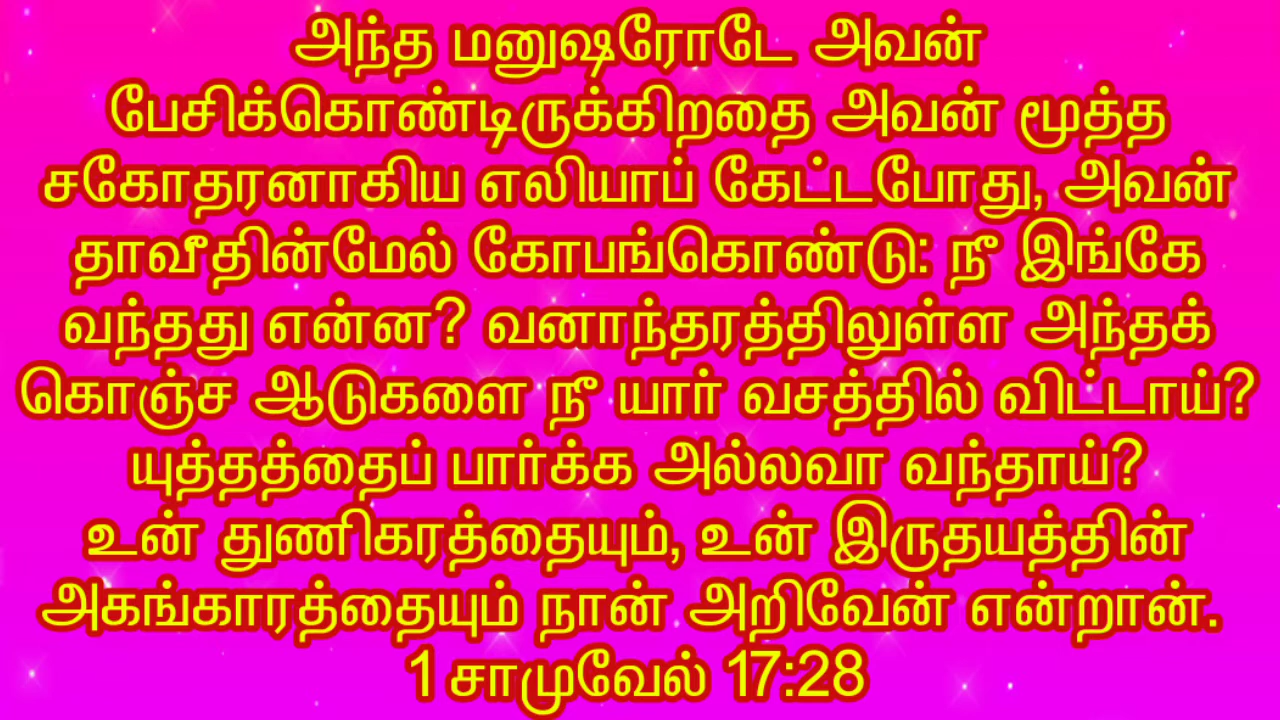 அந்த மனுஷரோடே அவன்
பேசிக்கொண்டிருக்கிறதை அவன் மூத்த
சகோதரனாகிய எலியாப் கேட்டபோது, அவன்
தாவீதின்மேல் கோபங்கொண்டு: நீ இங்கே
வந்தது என்ன? வனாந்தரத்திலுள்ள அந்தக்
கொஞ்ச ஆடுகளை நீ யார் வசத்தில் விட்டாய்?
யுத்தத்தைப் பார்க்க அல்லவா வந்தாய்?
உன் துணிகரத்தையும், உன் இருதயத்தின்
அகங்காரத்தையும் நான் அறிவேன் என்றான்.
1 சாமுவேல் 17:28